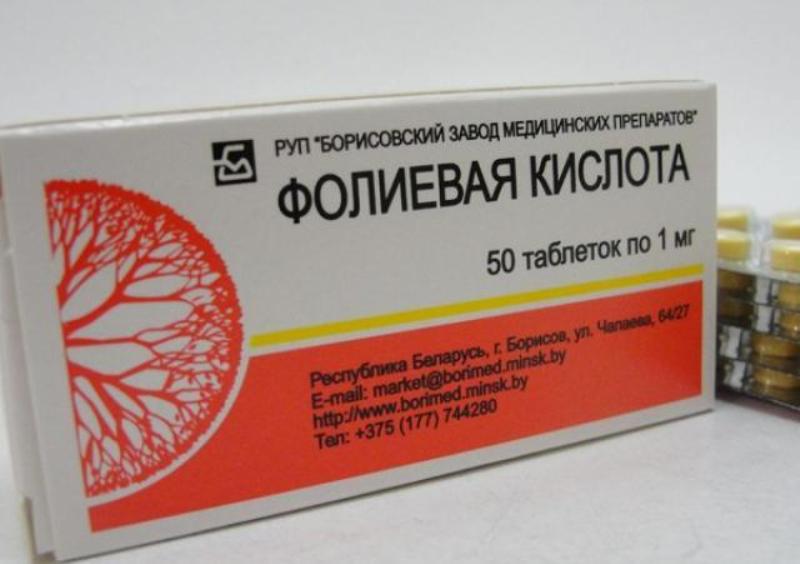 РУП "БОРИСОВСКИЙ ЗАВОД МЕДИЦИНСКИХ ПРЕПАРАТОВ"
ФОЛИЕВАЯ КИСЛОТА
50 таблеток по 1 мг
Республика Беларусь, г. Борисов, ул. Чапаева, 64/27
E-mail: market@borimed.minsk.by
http://www.borimed.minsk.by
Тел: +375 (177) 744280